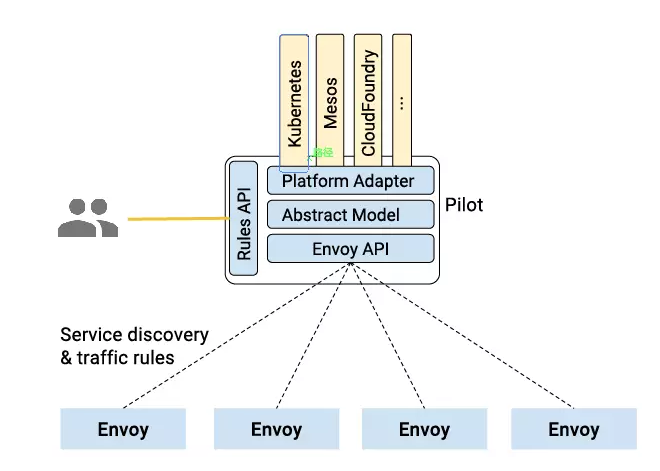 Kubernetes
Mesos
CloudFoundry
...
路径
Rules API
Platform Adapter
Abstract Model
Envoy API
Pilot
Service discovery
& traffic rules
Envoy
Envoy
Envoy
Envoy